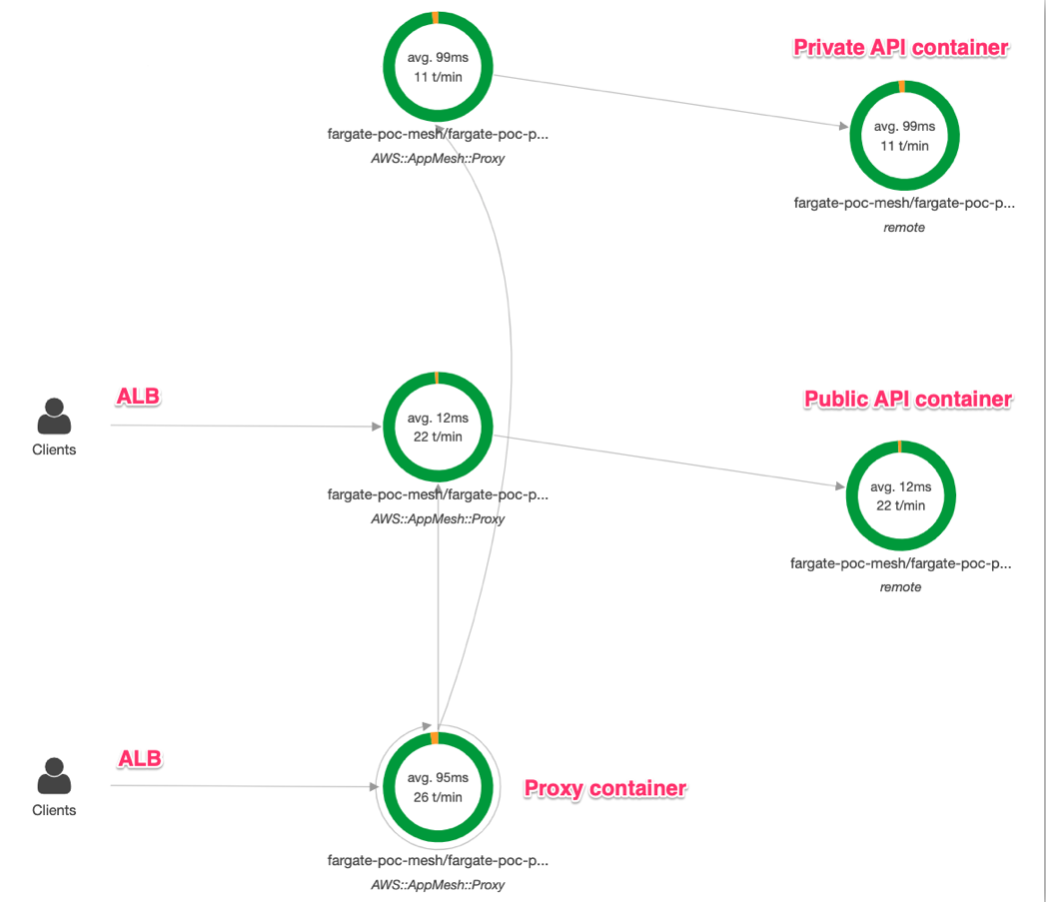 avg. 99ms
11 t/min
fargate-poc-mesh/fargate-poc-p...
AWS::AppMesh::Proxy
Private API container
avg. 99ms
11 t/min
fargate-poc-mesh/fargate-poc-p...
remote
Clients
ALB
avg. 12ms
22 t/min
fargate-poc-mesh/fargate-poc-p...
AWS::AppMesh::Proxy
Public API container
avg. 12ms
22 t/min
fargate-poc-mesh/fargate-poc-p...
remote
Clients
ALB
avg. 95ms
26 t/min
Proxy container
fargate-poc-mesh/fargate-poc-p...
AWS::AppMesh::Proxy